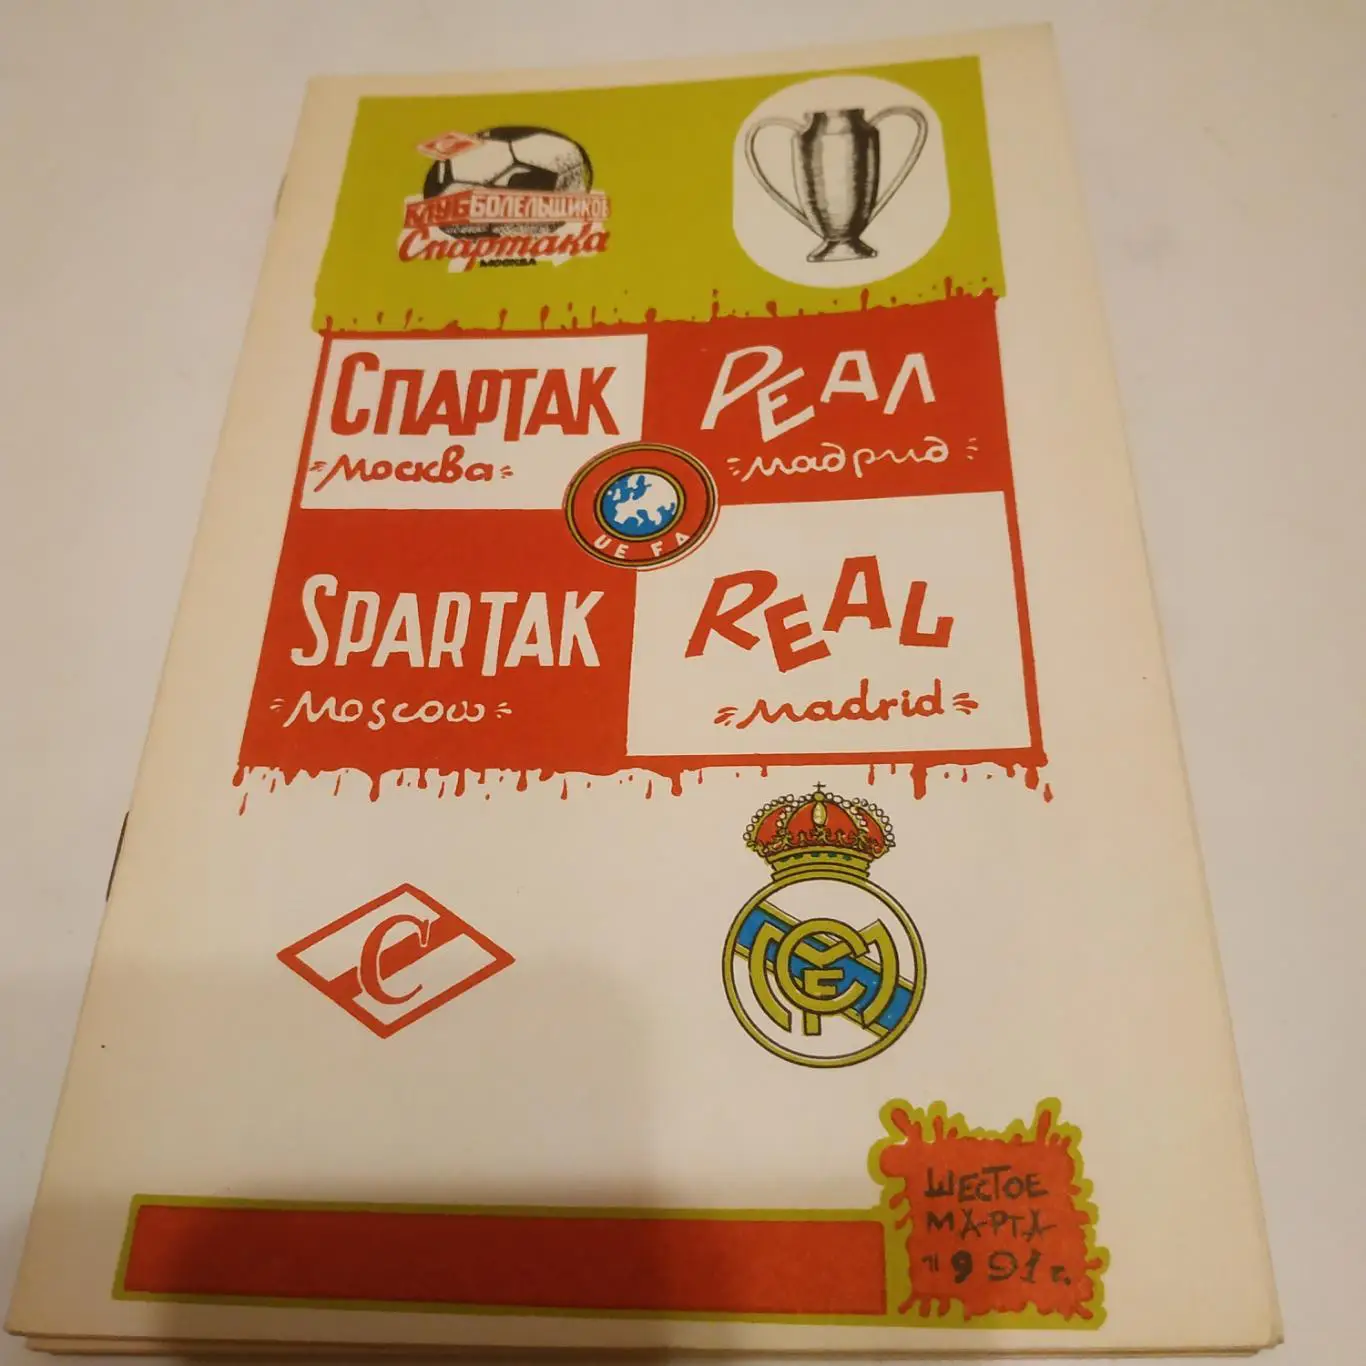 С
КЛУБ БОЛЕЛЬЩИКОВ
Спартака
МОСКВА
СПАРТАК
Москва
РЕАЛ
Мадрид
UEFA
SPARTAK
Moscow
REAL
Madrid
С
ШЕСТОЕ
МАРТА
1991 г.